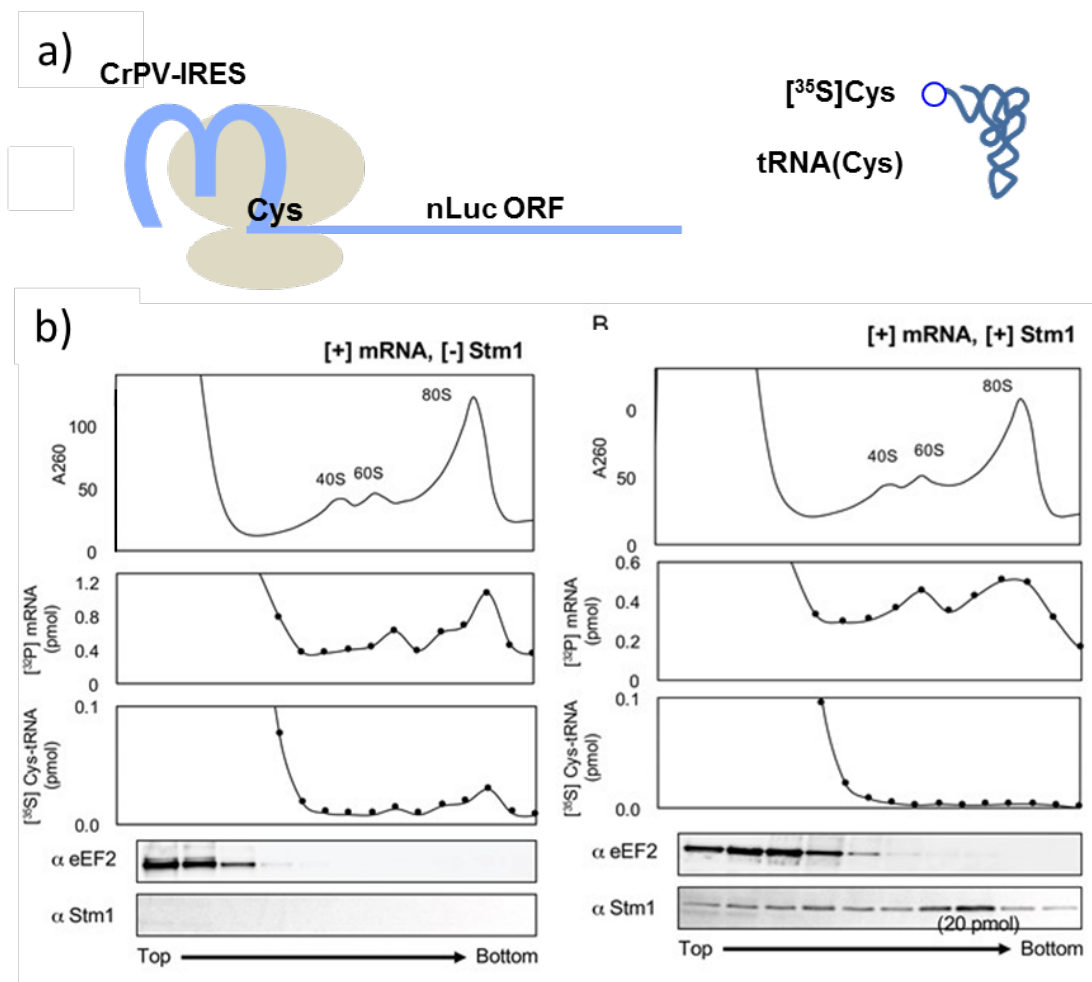 a)
CrPV-IRES
[³⁵S]Cys
tRNA(Cys)
Cys
nLuc ORF
b)
[+] mRNA, [-] Stm1
80S
100
A260
40S
60S
50
0
1.2
[³²P] mRNA
(pmol)
0.8
0.4
0
0.1
[³⁵S] Cys-tRNA
(pmol)
0.0
α eEF2
α Stm1
Top
Bottom
[+] mRNA, [+] Stm1
80S
0
A260
40S
60S
50
0
0.6
[³²P] mRNA
(pmol)
0.4
0.2
0
0.1
[³⁵S] Cys-tRNA
(pmol)
0.0
α eEF2
α Stm1
(20 pmol)
Top
Bottom